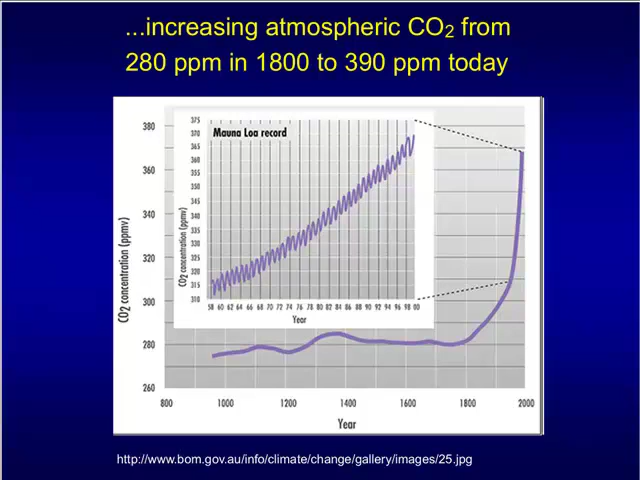 ...increasing atmospheric CO2 from
280 ppm in 1800 to 390 ppm today
Mauna Loa record
375
370
365
360
355
350
345
340
335
330
325
320
315
310
CO2 concentration (ppmv)
58 60 62 64 66 68 70 72 74 76 78 80 82 84 86 88 90 92 94 96 98 00
Year
380
360
340
320
300
280
260
CO2 concentration (ppmv)
800 1000 1200 1400 1600 1800 2000
Year
http://www.bom.gov.au/info/climate/change/gallery/images/25.jpg